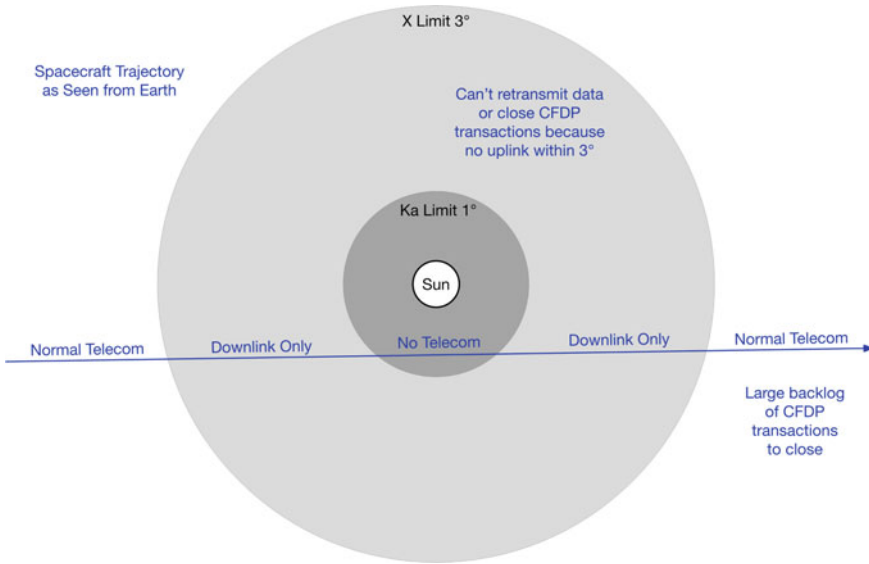 X Limit 3°
Spacecraft Trajectory
as Seen from Earth
Can't retransmit data
or close CFDP
transactions because
no uplink within 3°
Ka Limit 1°
Sun
Normal Telecom
Downlink Only
No Telecom
Downlink Only
Normal Telecom
Large backlog
of CFDP
transactions
to close